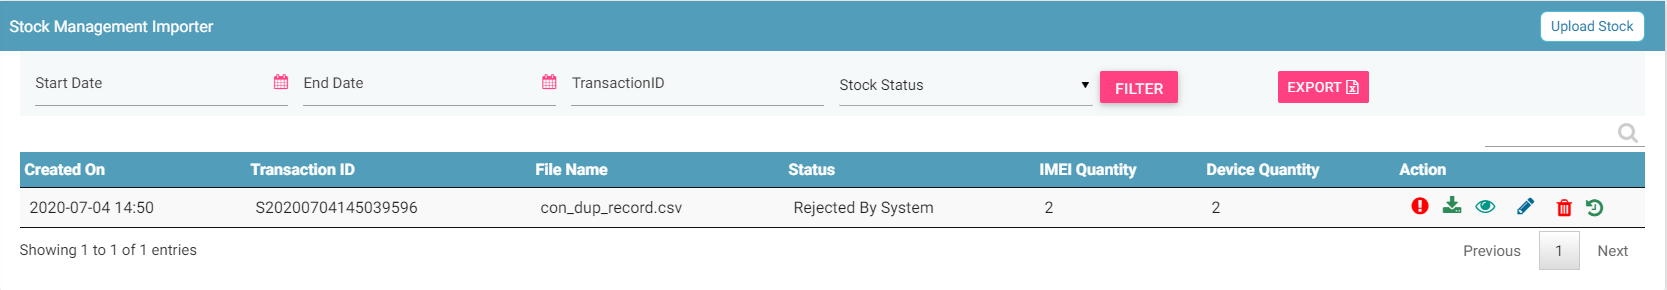 Stock Management Importer Upload Stock
Start Date End Date TransactionID Stock Status FILTER EXPORT
Created On Transaction ID File Name Status IMEI Quantity Device Quantity Action
2020-07-04 14:50 S20200704145039596 con_dup_record.csv Rejected By System 2 2
Showing 1 to 1 of 1 entries Previous 1 Next